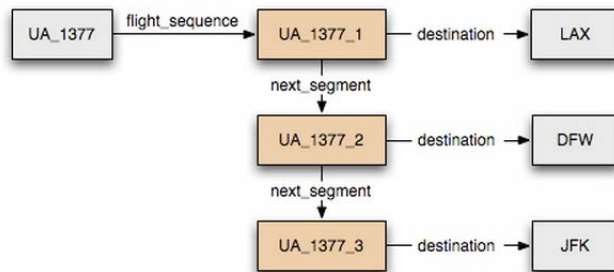 UA_1377
flight_sequence
UA_1377_1
destination
LAX
next_segment
UA_1377_2
destination
DFW
next_segment
UA_1377_3
destination
JFK